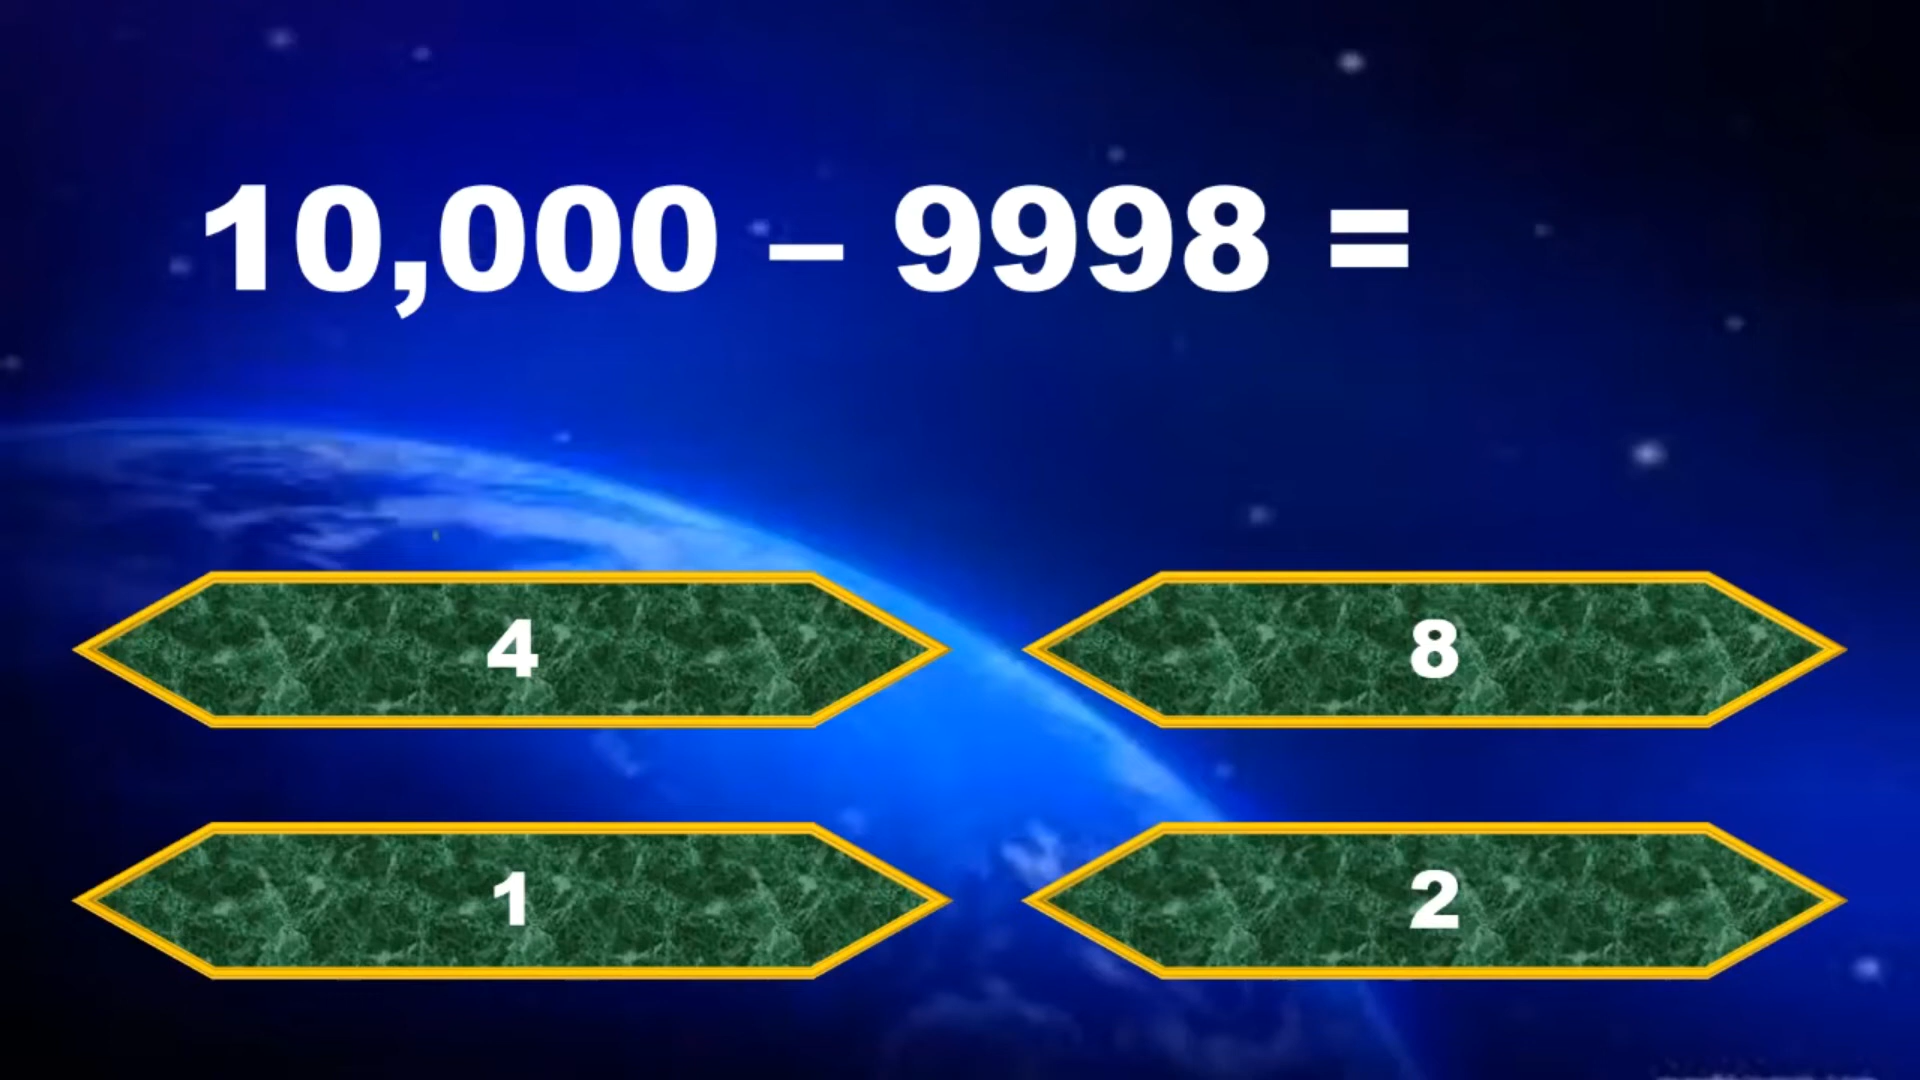 10,000 – 9998 =
4
8
1
2